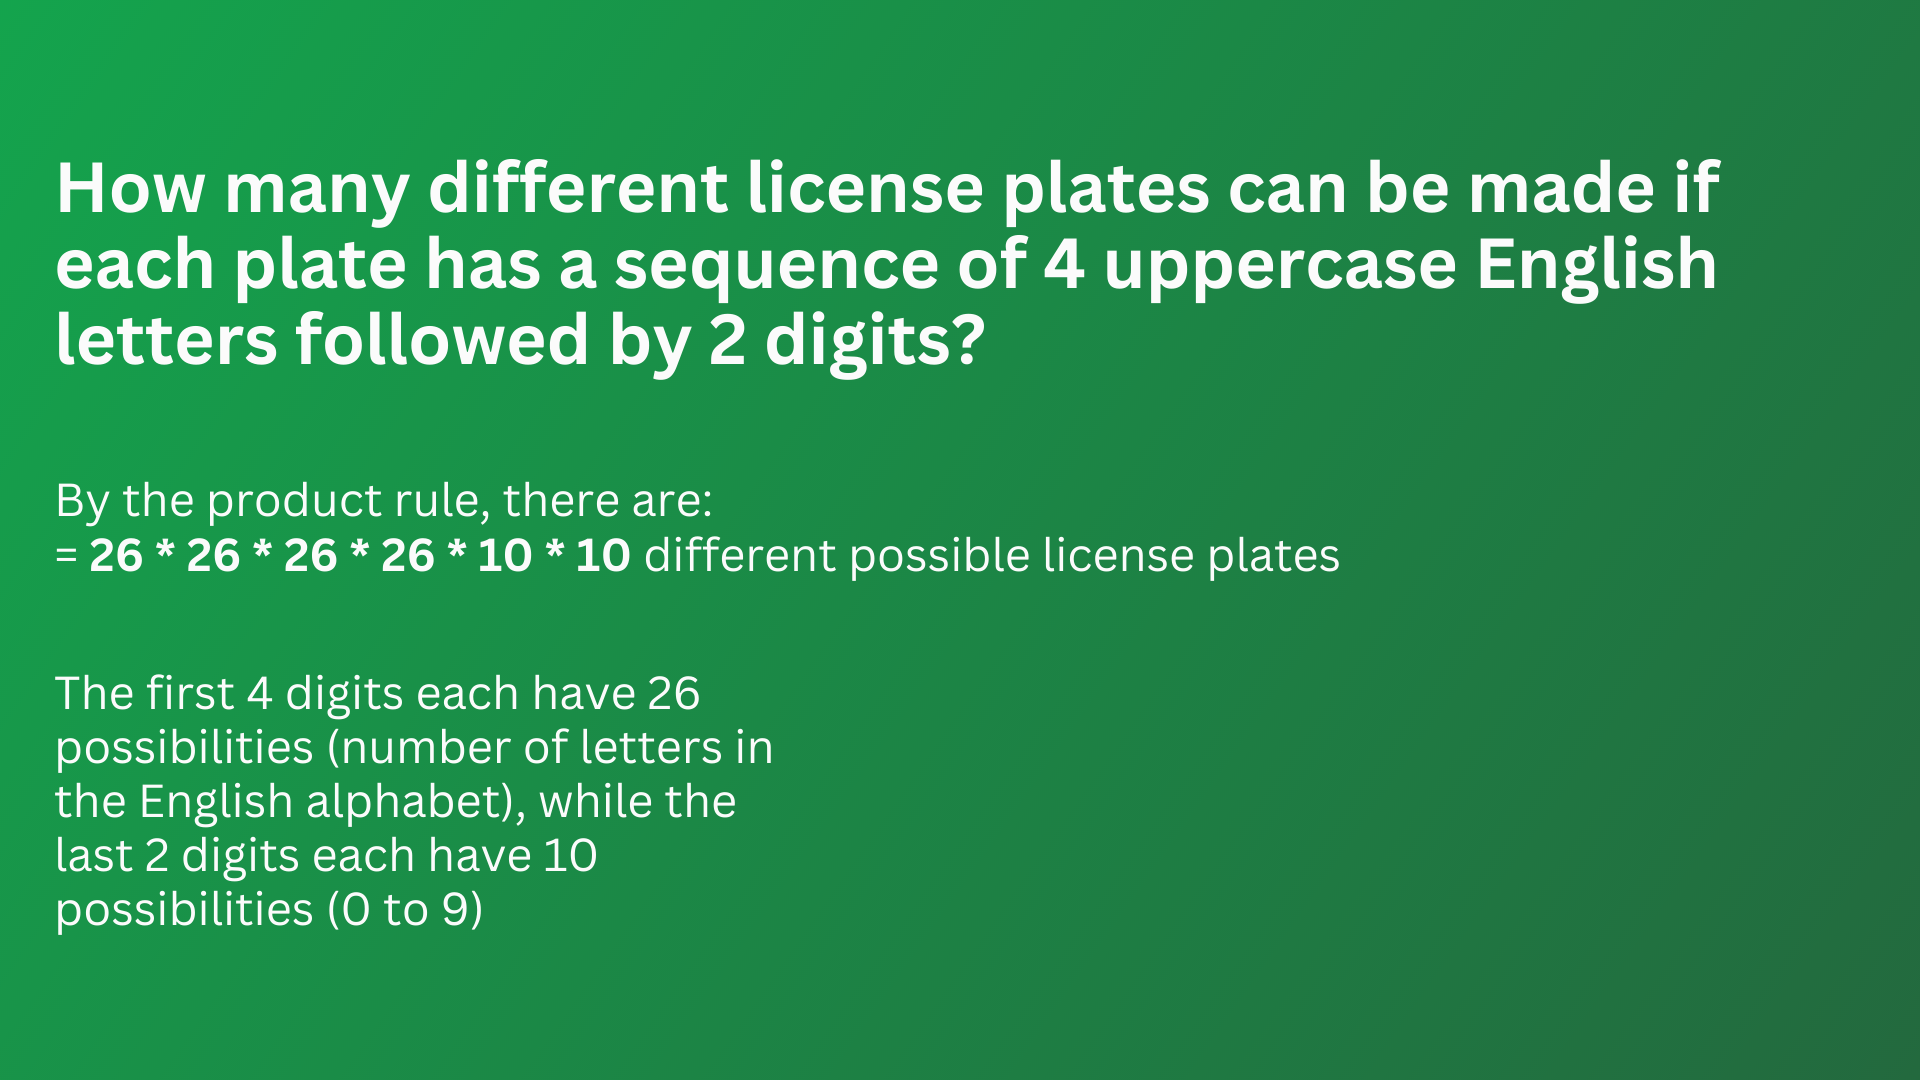 How many different license plates can be made if
each plate has a sequence of 4 uppercase English
letters followed by 2 digits?
By the product rule, there are:
= 26 * 26 * 26 * 26 * 10 * 10 different possible license plates
The first 4 digits each have 26
possibilities (number of letters in
the English alphabet), while the
last 2 digits each have 10
possibilities (0 to 9)